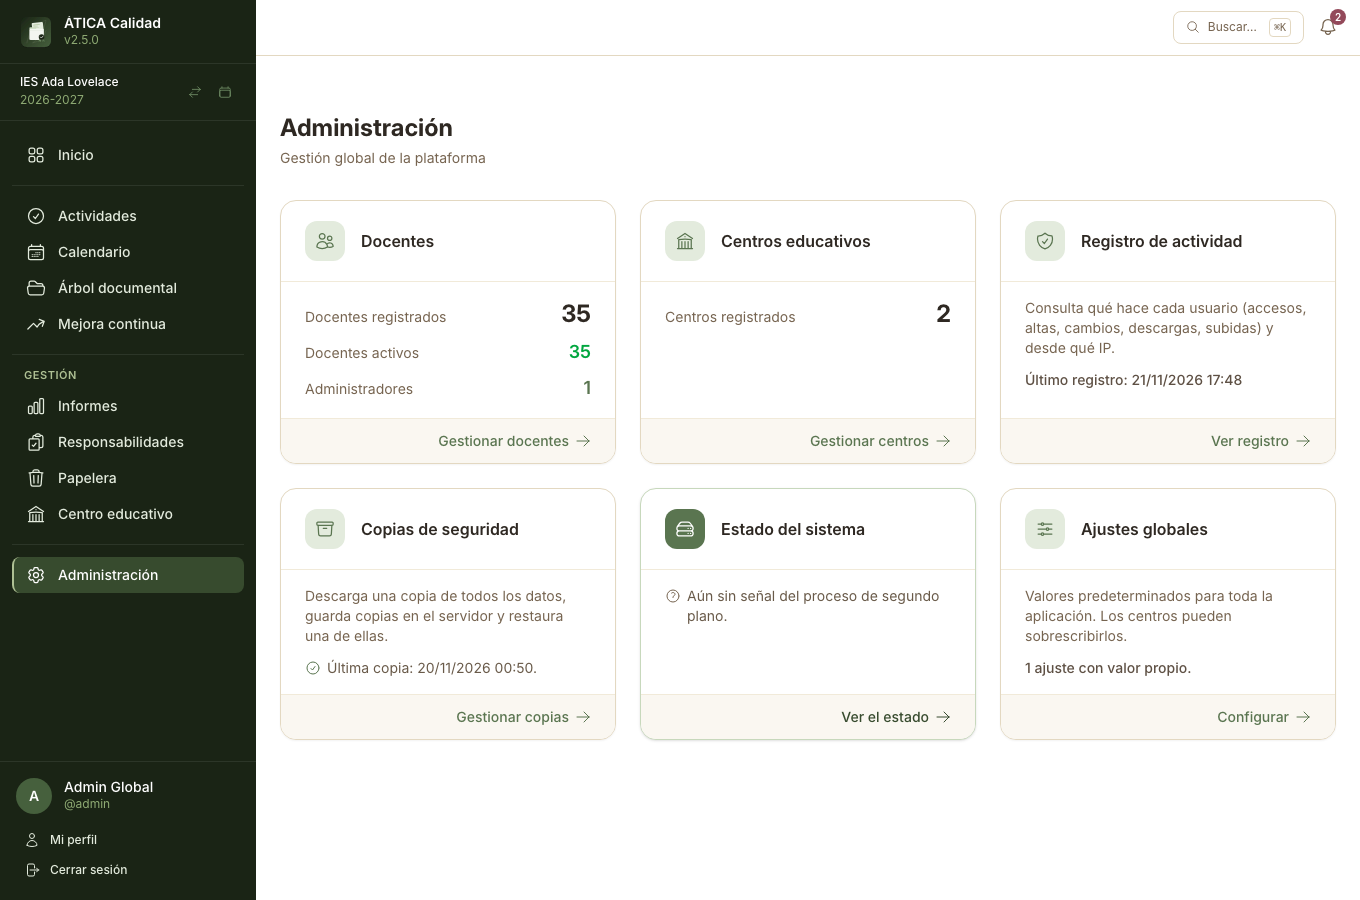 ÁTICA Calidad
v2.5.0
IES Ada Lovelace
2026-2027
Inicio
Actividades
Calendario
Árbol documental
Mejora continua
GESTIÓN
Informes
Responsabilidades
Papelera
Centro educativo
Administración
A
Admin Global
@admin
Mi perfil
Cerrar sesión
Buscar... ⌘K
2
Administración
Gestión global de la plataforma
Docentes
Docentes registrados 35
Docentes activos 35
Administradores 1
Gestionar docentes →
Centros educativos
Centros registrados 2
Gestionar centros →
Registro de actividad
Consulta qué hace cada usuario (accesos,
altas, cambios, descargas, subidas) y
desde qué IP.
Último registro: 21/11/2026 17:48
Ver registro →
Copias de seguridad
Descarga una copia de todos los datos,
guarda copias en el servidor y restaura
una de ellas.
Última copia: 20/11/2026 00:50.
Gestionar copias →
Estado del sistema
Aún sin señal del proceso de segundo
plano.
Ver el estado →
Ajustes globales
Valores predeterminados para toda la
aplicación. Los centros pueden
sobrescribirlos.
1 ajuste con valor propio.
Configurar →